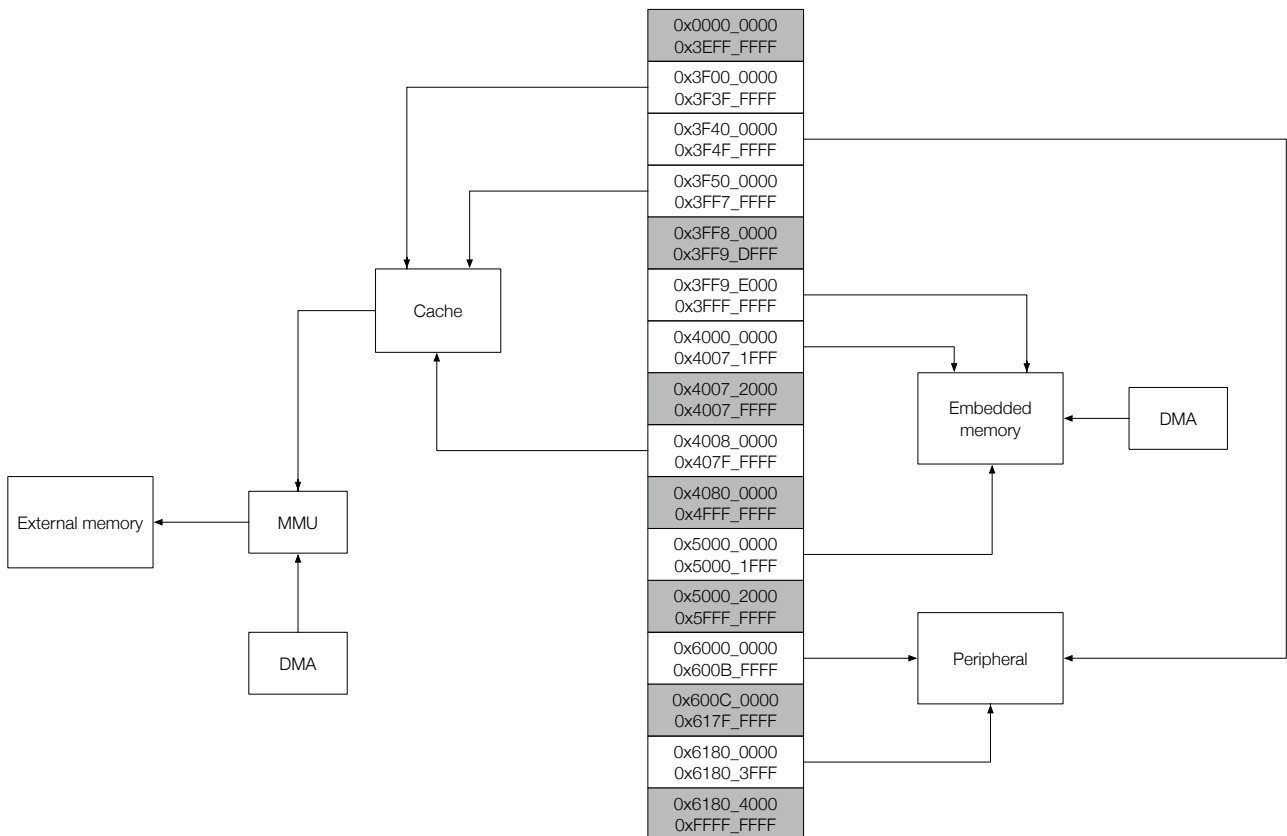 0x0000_0000
0x3EFF_FFFF
0x3F00_0000
0x3F3F_FFFF
0x3F40_0000
0x3F4F_FFFF
0x3F50_0000
0x3FF7_FFFF
0x3FF8_0000
0x3FF9_DFFF
Cache
0x3FF9_E000
0x3FFF_FFFF
0x4000_0000
0x4007_1FFF
0x4007_2000
0x4007_FFFF
Embedded
memory
DMA
0x4008_0000
0x407F_FFFF
0x4080_0000
0x4FFF_FFFF
External memory
MMU
0x5000_0000
0x5000_1FFF
0x5000_2000
0x5FFF_FFFF
DMA
0x6000_0000
0x600B_FFFF
Peripheral
0x600C_0000
0x617F_FFFF
0x6180_0000
0x6180_3FFF
0x6180_4000
0xFFFF_FFFF